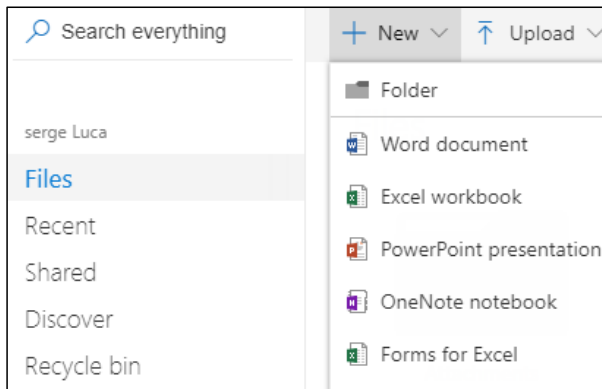 Search everything
New
Upload
Folder
serge Luca
Files
Recent
Shared
Discover
Recycle bin
Word document
Excel workbook
PowerPoint presentation
OneNote notebook
Forms for Excel